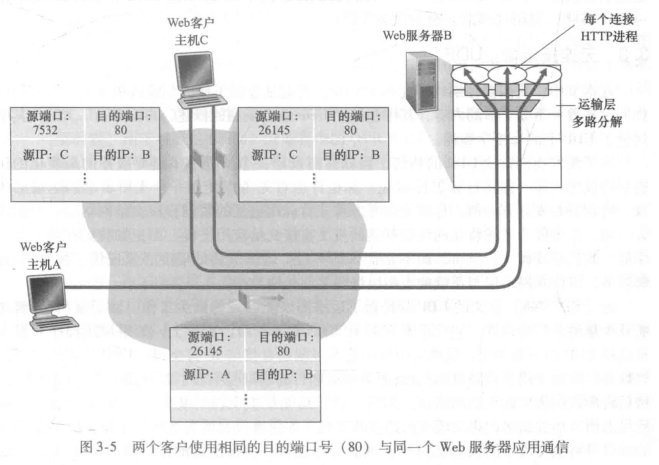 Web客户
主机C
Web服务器B
每个连接
HTTP进程
运输层
多路分解
源端口:
7532
目的端口:
80
源IP: C
目的IP: B
⋮
源端口:
26145
目的端口:
80
源IP: C
目的IP: B
⋮
Web客户
主机A
源端口:
26145
目的端口:
80
源IP: A
目的IP: B
⋮
图 3-5 两个客户使用相同的目的端口号（80）与同一个 Web 服务器应用通信